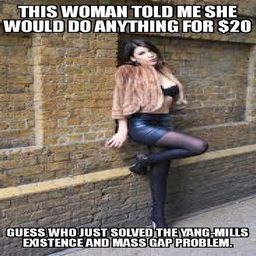 THIS WOMAN TOLD ME SHE
WOULD DO ANYTHING FOR $20
GUESS WHO JUST SOLVED THE YANG-MILLS
EXISTENCE AND MASS GAP PROBLEM.